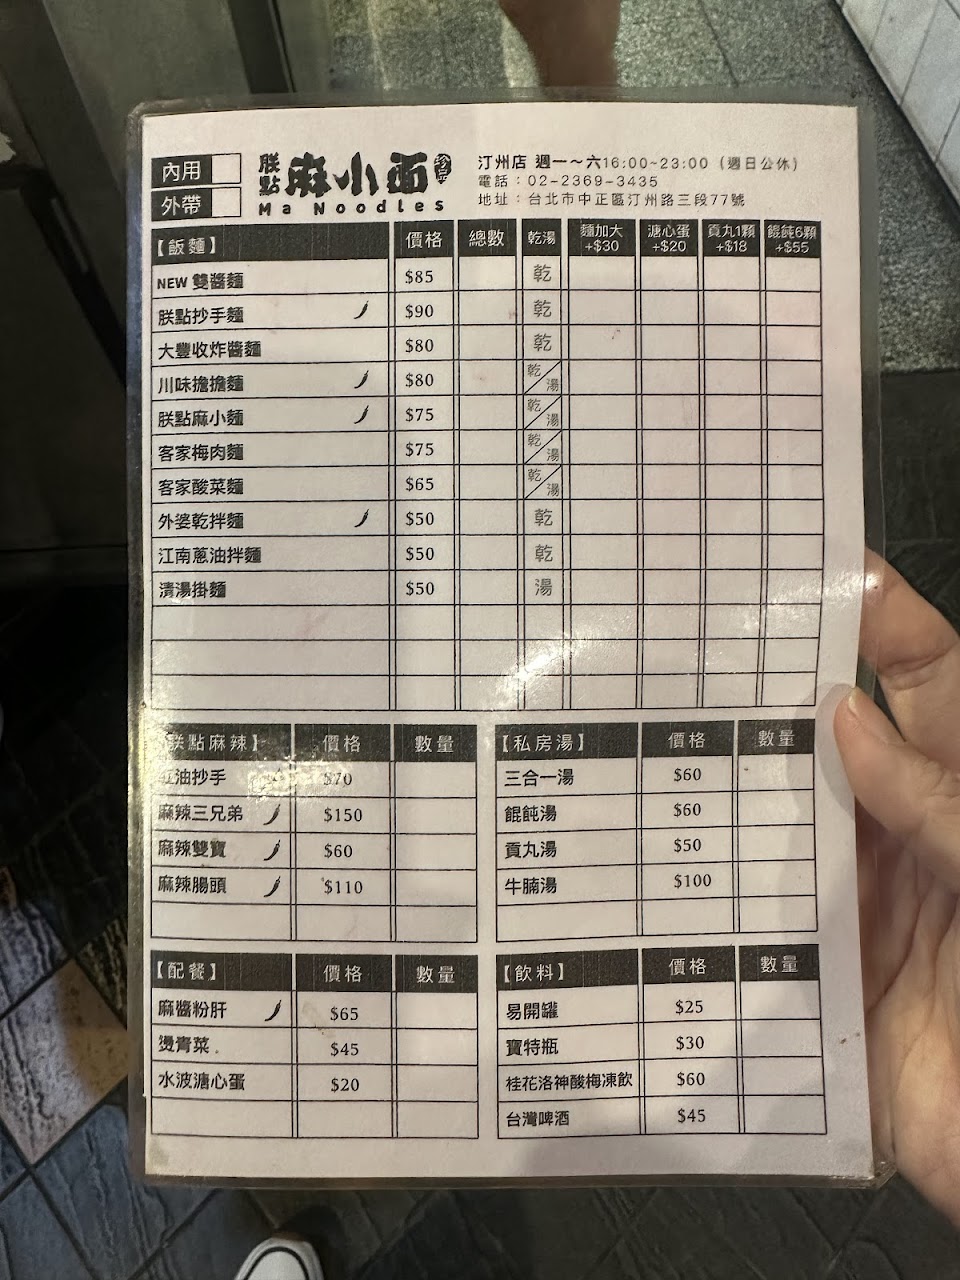 內用
外帶
朕點 麻小面 珍品
Ma Noodles
汀州店 週一～六16:00~23:00 (週日公休)
電話：02-2369-3435
地址：台北市中正區汀州路三段77號
【飯麵】 價格 總數 乾湯 麵加大+$30 溏心蛋+$20 貢丸1顆+$18 餛飩6顆+$55
NEW 雙醬麵 $85 乾
朕點抄手麵 $90 乾
大豐收炸醬麵 $80 乾
川味擔擔麵 $80 乾/湯
朕點麻小麵 $75 乾/湯
客家梅肉麵 $75 乾/湯
客家酸菜麵 $65 乾/湯
外婆乾拌麵 $50 乾
江南蔥油拌麵 $50 乾
清湯掛麵 $50 湯
朕點麻辣】 價格 數量
油抄手 $70
麻辣三兄弟 $150
麻辣雙寶 $60
麻辣腸頭 $110
【私房湯】 價格 數量
三合一湯 $60
餛飩湯 $60
貢丸湯 $50
牛腩湯 $100
【配餐】 價格 數量
麻醬粉肝 $65
燙青菜 $45
水波溏心蛋 $20
【飲料】 價格 數量
易開罐 $25
寶特瓶 $30
桂花洛神酸梅凍飲 $60
台灣啤酒 $45